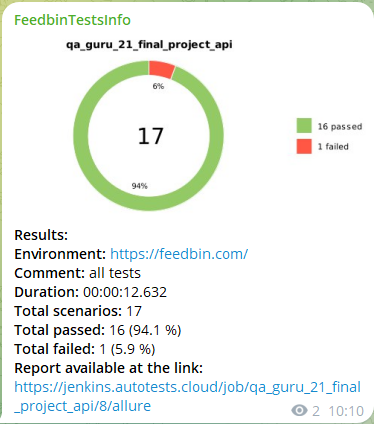 FeedbinTestsInfo
qa_guru_21_final_project_api
6%
16 passed
17
1 failed
94%
Results:
Environment: https://feedbin.com/
Comment: all tests
Duration: 00:00:12.632
Total scenarios: 17
Total passed: 16 (94.1 %)
Total failed: 1 (5.9 %)
Report available at the link:
https://jenkins.autotests.cloud/job/qa_guru_21_final
_project_api/8/allure
2 10:10